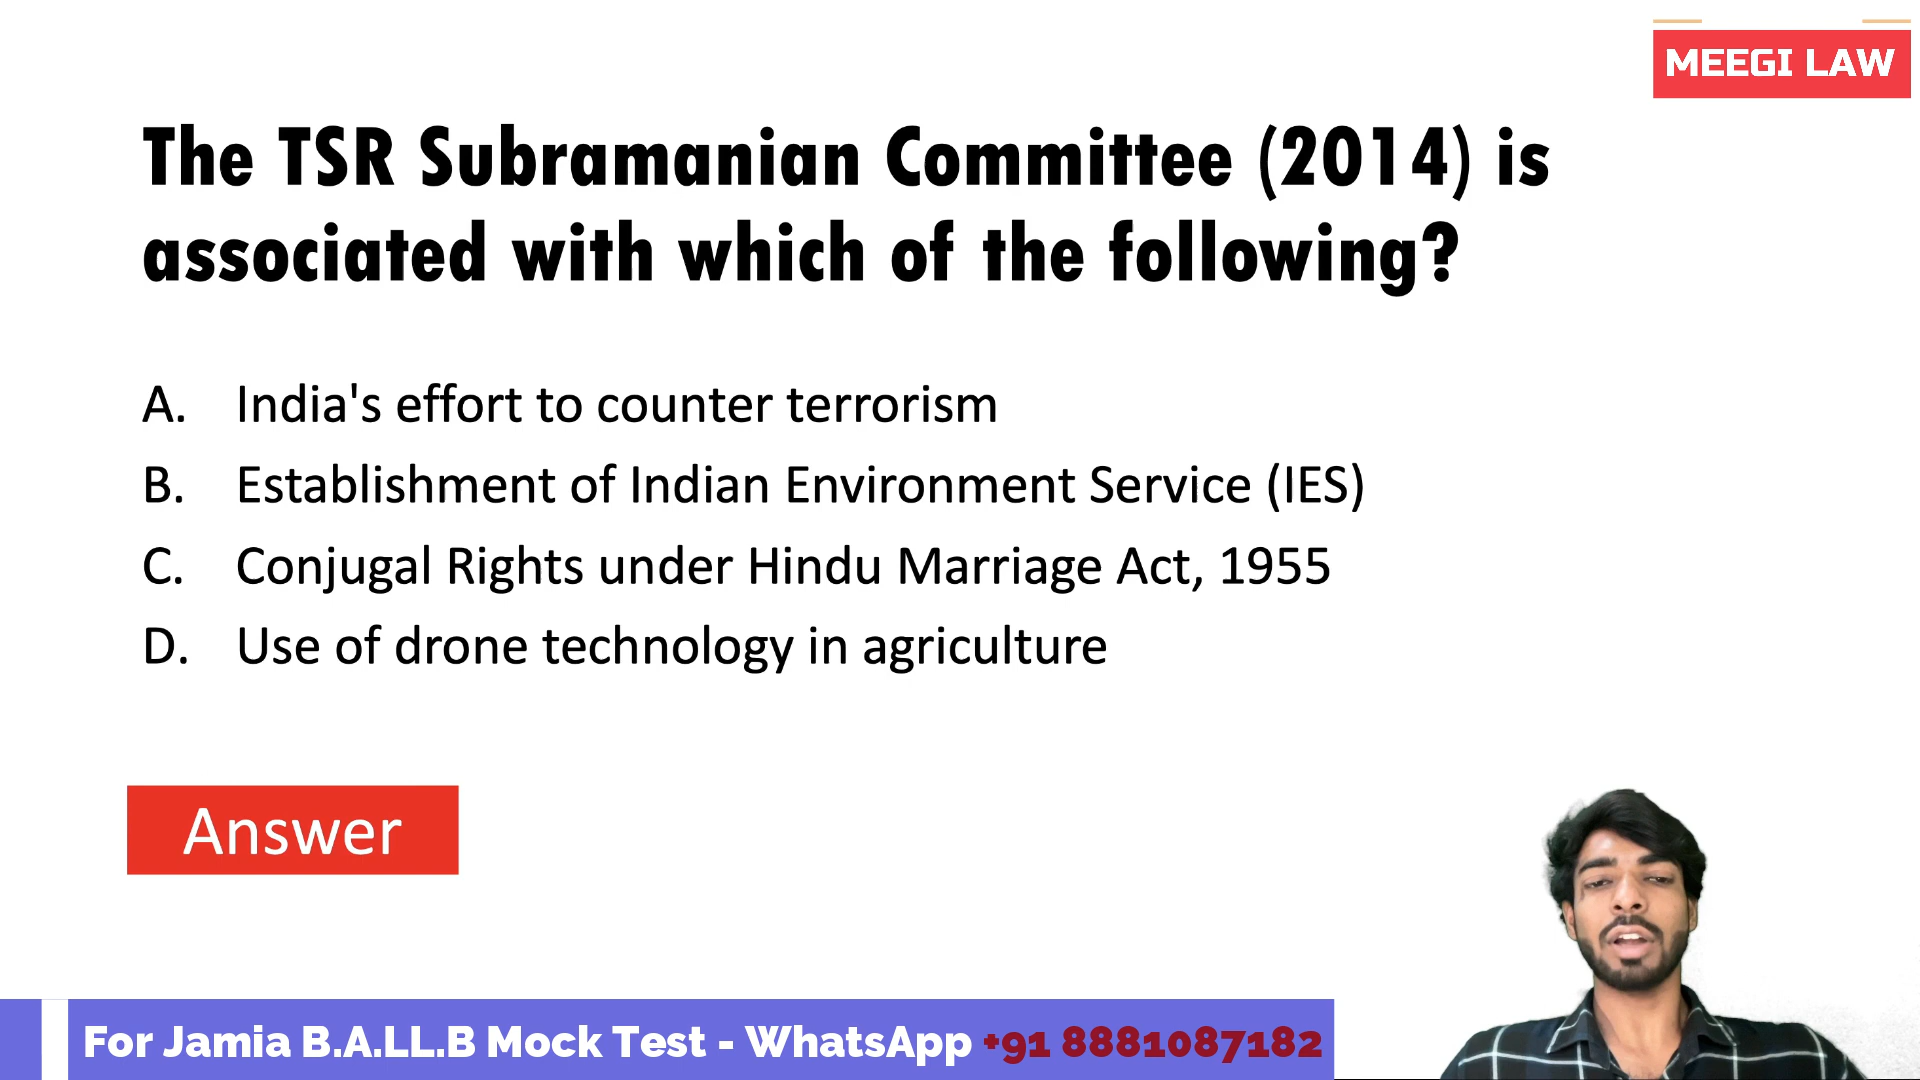 MEEGI LAW
The TSR Subramanian Committee (2014) is
associated with which of the following?
A. India's effort to counter terrorism
B. Establishment of Indian Environment Service (IES)
C. Conjugal Rights under Hindu Marriage Act, 1955
D. Use of drone technology in agriculture
Answer
For Jamia B.A.LL.B Mock Test - WhatsApp +91 8881087182